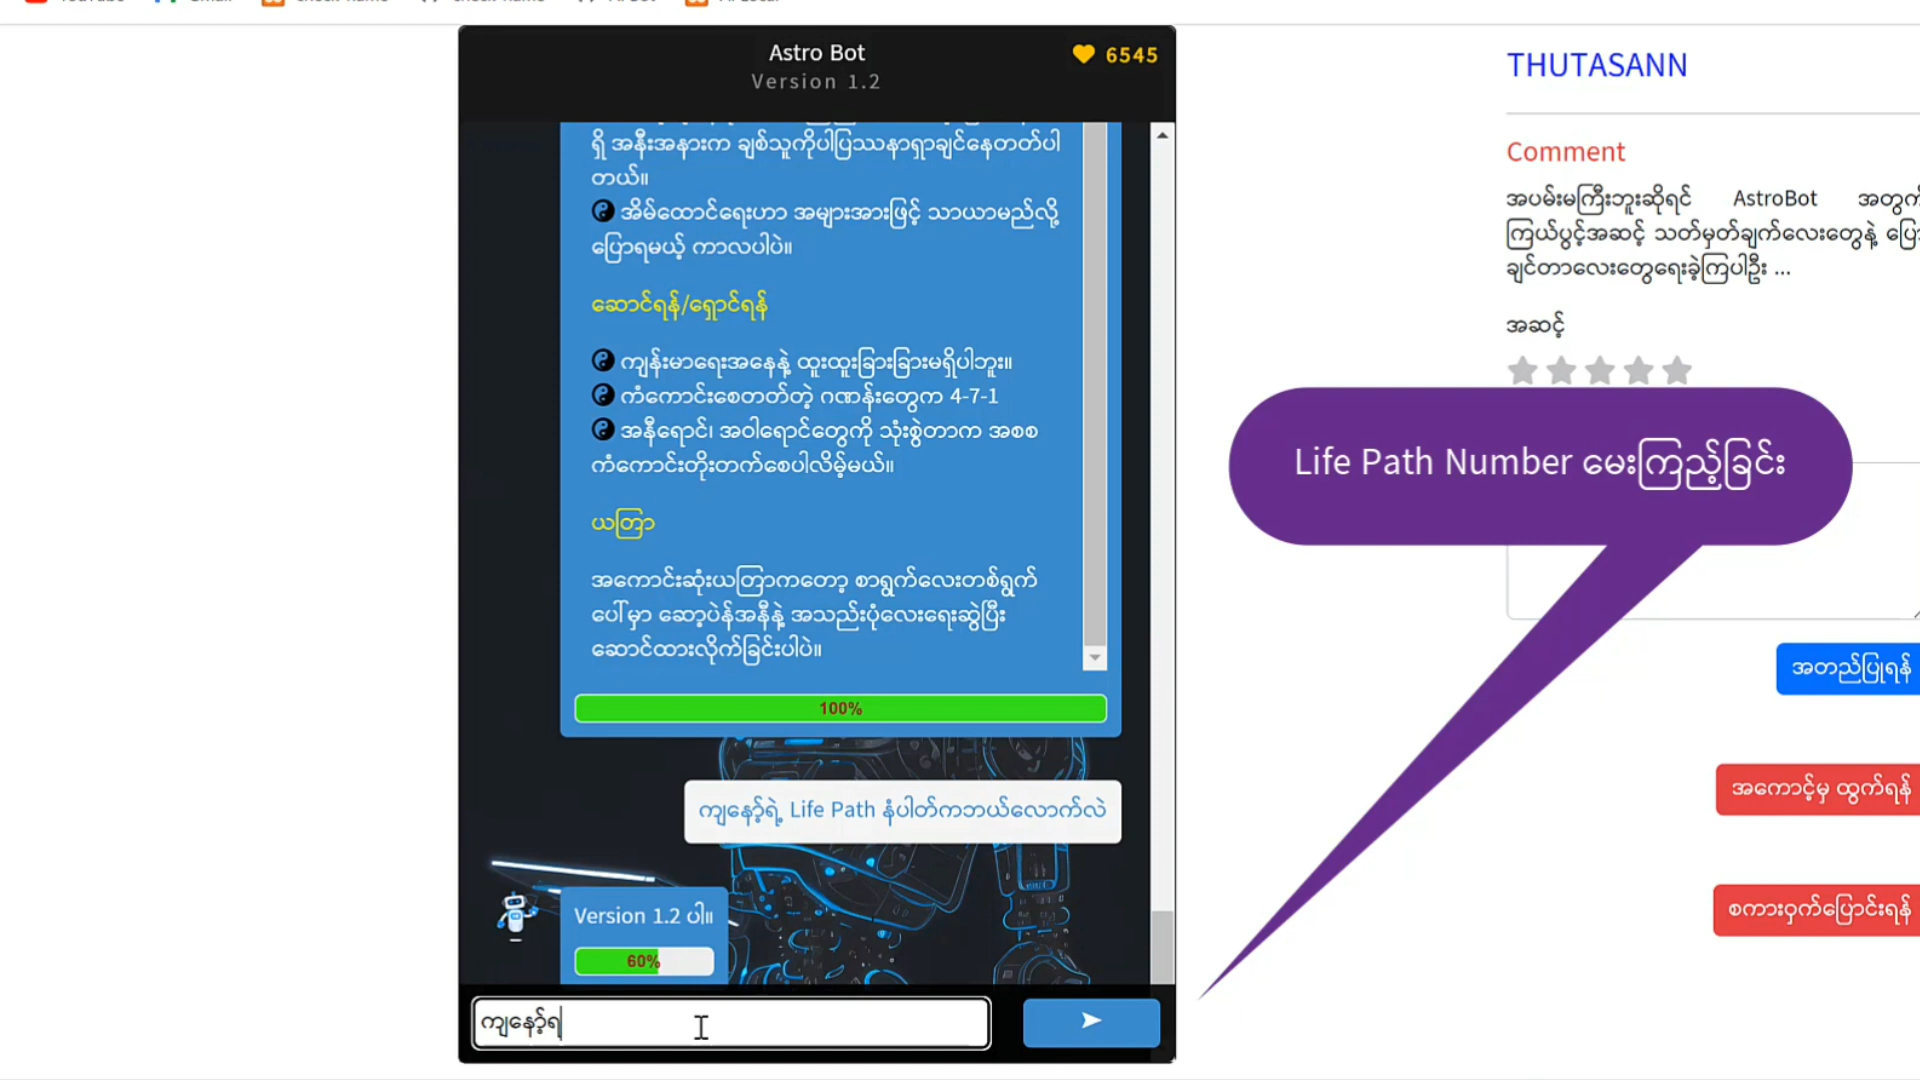 Astro Bot
6545
Version 1.2
ရှိ အနီးအနားက ချစ်သူကိုပါပြဿနာရှာချင်နေတတ်ပါ
တယ်။
အိမ်ထောင်ရေးဟာ အများအားဖြင့် သာယာမည်လို့
ပြောရမယ့် ကာလပါပဲ။
ဆောင်ရန်/ရှောင်ရန်
ကျန်းမာရေးအနေနဲ့ ထူးထူးခြားခြားမရှိပါဘူး။
ကံကောင်းစေတတ်တဲ့ ဂဏန်းတွေက 4-7-1
အနီရောင်၊ အဝါရောင်တွေကို သုံးစွဲတာက အစစ
ကံကောင်းတိုးတက်စေပါလိမ့်မယ်။
ယတြာ
အကောင်းဆုံးယတြာကတော့ စာရွက်လေးတစ်ရွက်
ပေါ်မှာ ဆော့ပဲန်အနီနဲ့ အသည်းပုံလေးရေးဆွဲပြီး
ဆောင်ထားလိုက်ခြင်းပါပဲ။
100%
ကျနော့်ရဲ့ Life Path နံပါတ်ကဘယ်လောက်လဲ
Version 1.2 ပါ။
60%
ကျနော့်ရ
THUTASANN
Comment
အပမ်းမကြီးဘူးဆိုရင် AstroBot အတွက်
ကြယ်ပွင့်အဆင့် သတ်မှတ်ချက်လေးတွေနဲ့
ချင်တာလေးတွေရေးခဲ့ကြပါဦး ...
အဆင့်
Life Path Number မေးကြည့်ခြင်း
အတည်ပြုရန်
အကောင့်မှ ထွက်ရန်
စကားဝှက်ပြောင်းရန်